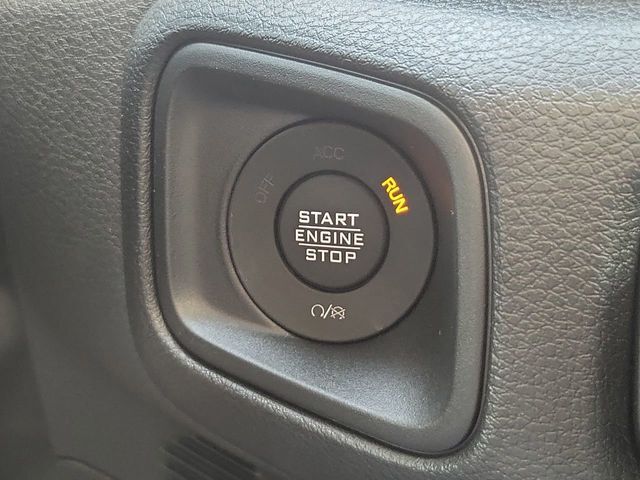 ACC
OFF
RUN
START
ENGINE
STOP